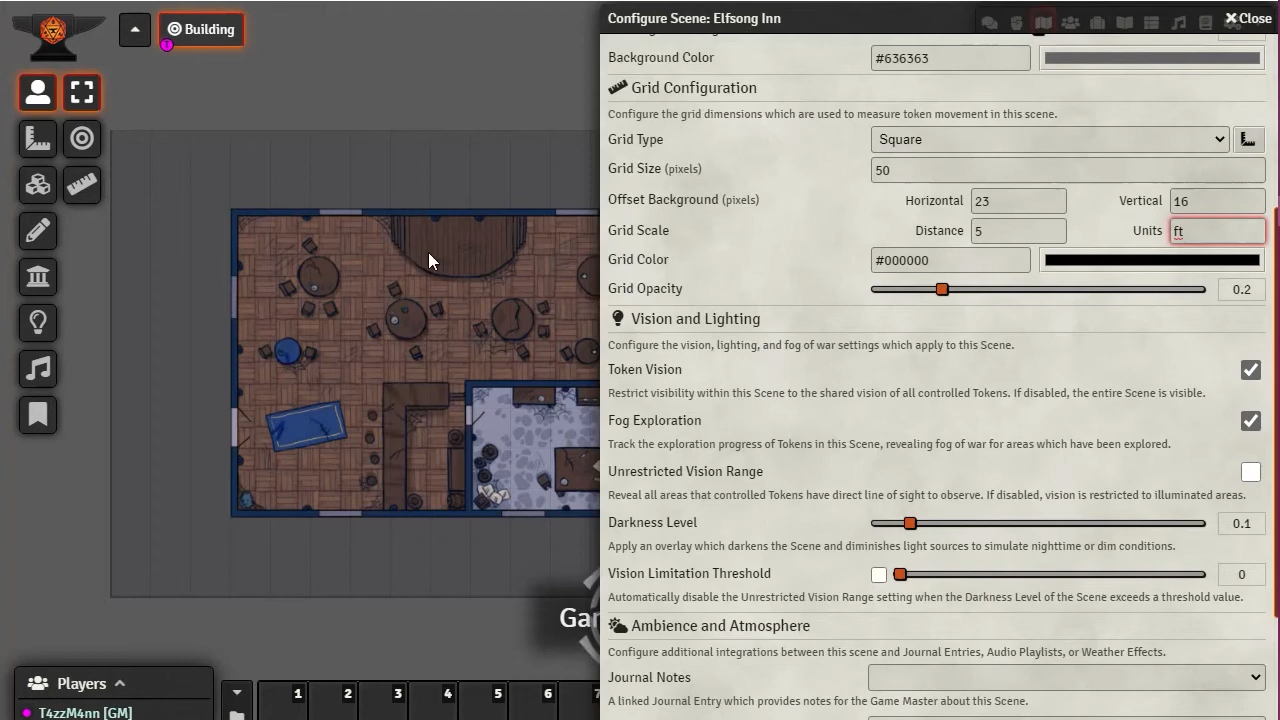 Configure Scene: Elfsong Inn
Close
Building
T
Background Color #636363
Grid Configuration
Configure the grid dimensions which are used to measure token movement in this scene.
Grid Type Square
Grid Size (pixels) 50
Offset Background (pixels) Horizontal 23 Vertical 16
Grid Scale Distance 5 Units ft
Grid Color #000000
Grid Opacity 0.2
Vision and Lighting
Configure the vision, lighting, and fog of war settings which apply to this Scene.
Token Vision
Restrict visibility within this Scene to the shared vision of all controlled Tokens. If disabled, the entire Scene is visible.
Fog Exploration
Track the exploration progress of Tokens in this Scene, revealing fog of war for areas which have been explored.
Unrestricted Vision Range
Reveal all areas that controlled Tokens have direct line of sight to observe. If disabled, vision is restricted to illuminated areas.
Darkness Level 0.1
Apply an overlay which darkens the Scene and diminishes light sources to simulate nighttime or dim conditions.
Vision Limitation Threshold 0
Automatically disable the Unrestricted Vision Range setting when the Darkness Level of the Scene exceeds a threshold value.
Ambience and Atmosphere
Configure additional integrations between this scene and Journal Entries, Audio Playlists, or Weather Effects.
Journal Notes
A linked Journal Entry which provides notes for the Game Master about this Scene.
Players
T4zzM4nn [GM]
1 2 3 4 5 6 7